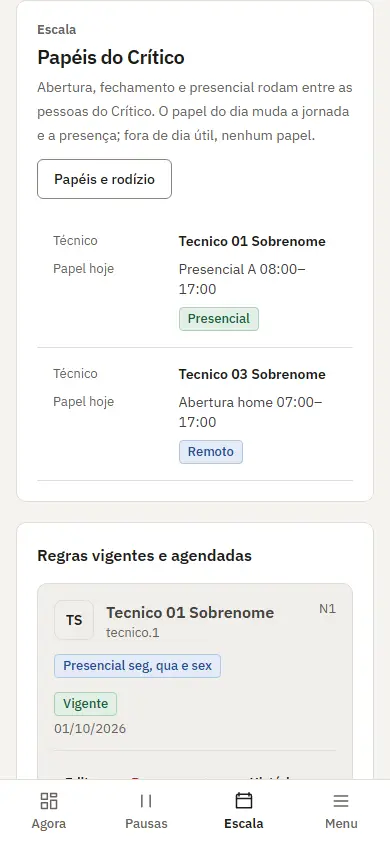 Escala
Papéis do Crítico
Abertura, fechamento e presencial rodam entre as
pessoas do Crítico. O papel do dia muda a jornada
e a presença; fora de dia útil, nenhum papel.
Papéis e rodízio
Técnico
Tecnico 01 Sobrenome
Papel hoje
Presencial A 08:00–
17:00
Presencial
Técnico
Tecnico 03 Sobrenome
Papel hoje
Abertura home 07:00–
17:00
Remoto
Regras vigentes e agendadas
TS
Tecnico 01 Sobrenome
N1
tecnico.1
Presencial seg, qua e sex
Vigente
01/10/2026
Agora
Pausas
Escala
Menu